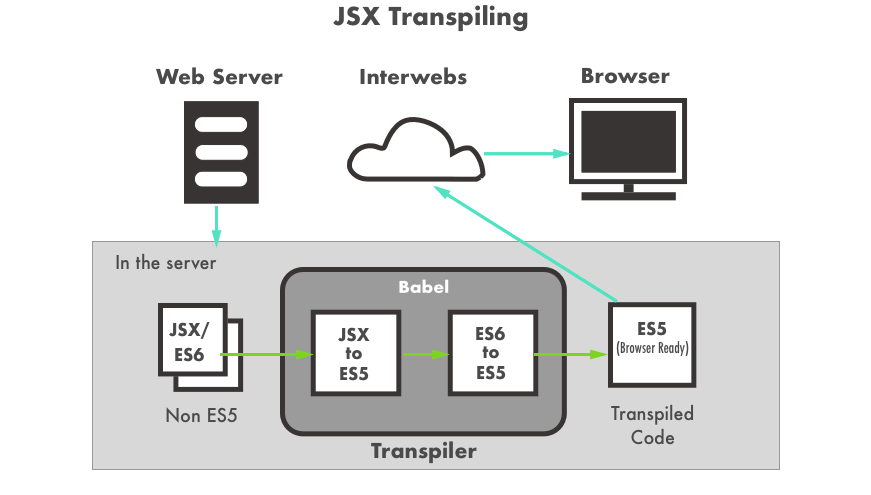 JSX Transpiling
Web Server
Interwebs
Browser
In the server
Babel
JSX/
ES6
JSX
to
ES5
ES6
to
ES5
ES5
(Browser Ready)
Non ES5
Transpiled
Code
Transpiler